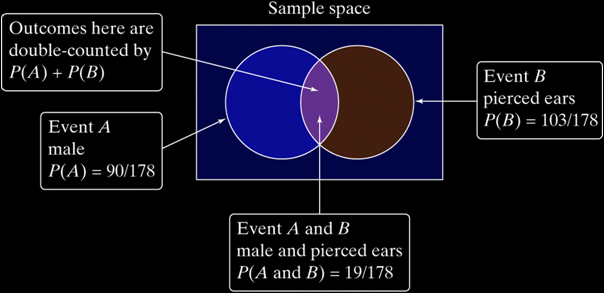 Sample space
Outcomes here are
double-counted by
P(A) + P(B)
Event A
male
P(A) = 90/178
Event B
pierced ears
P(B) = 103/178
Event A and B
male and pierced ears
P(A and B) = 19/178